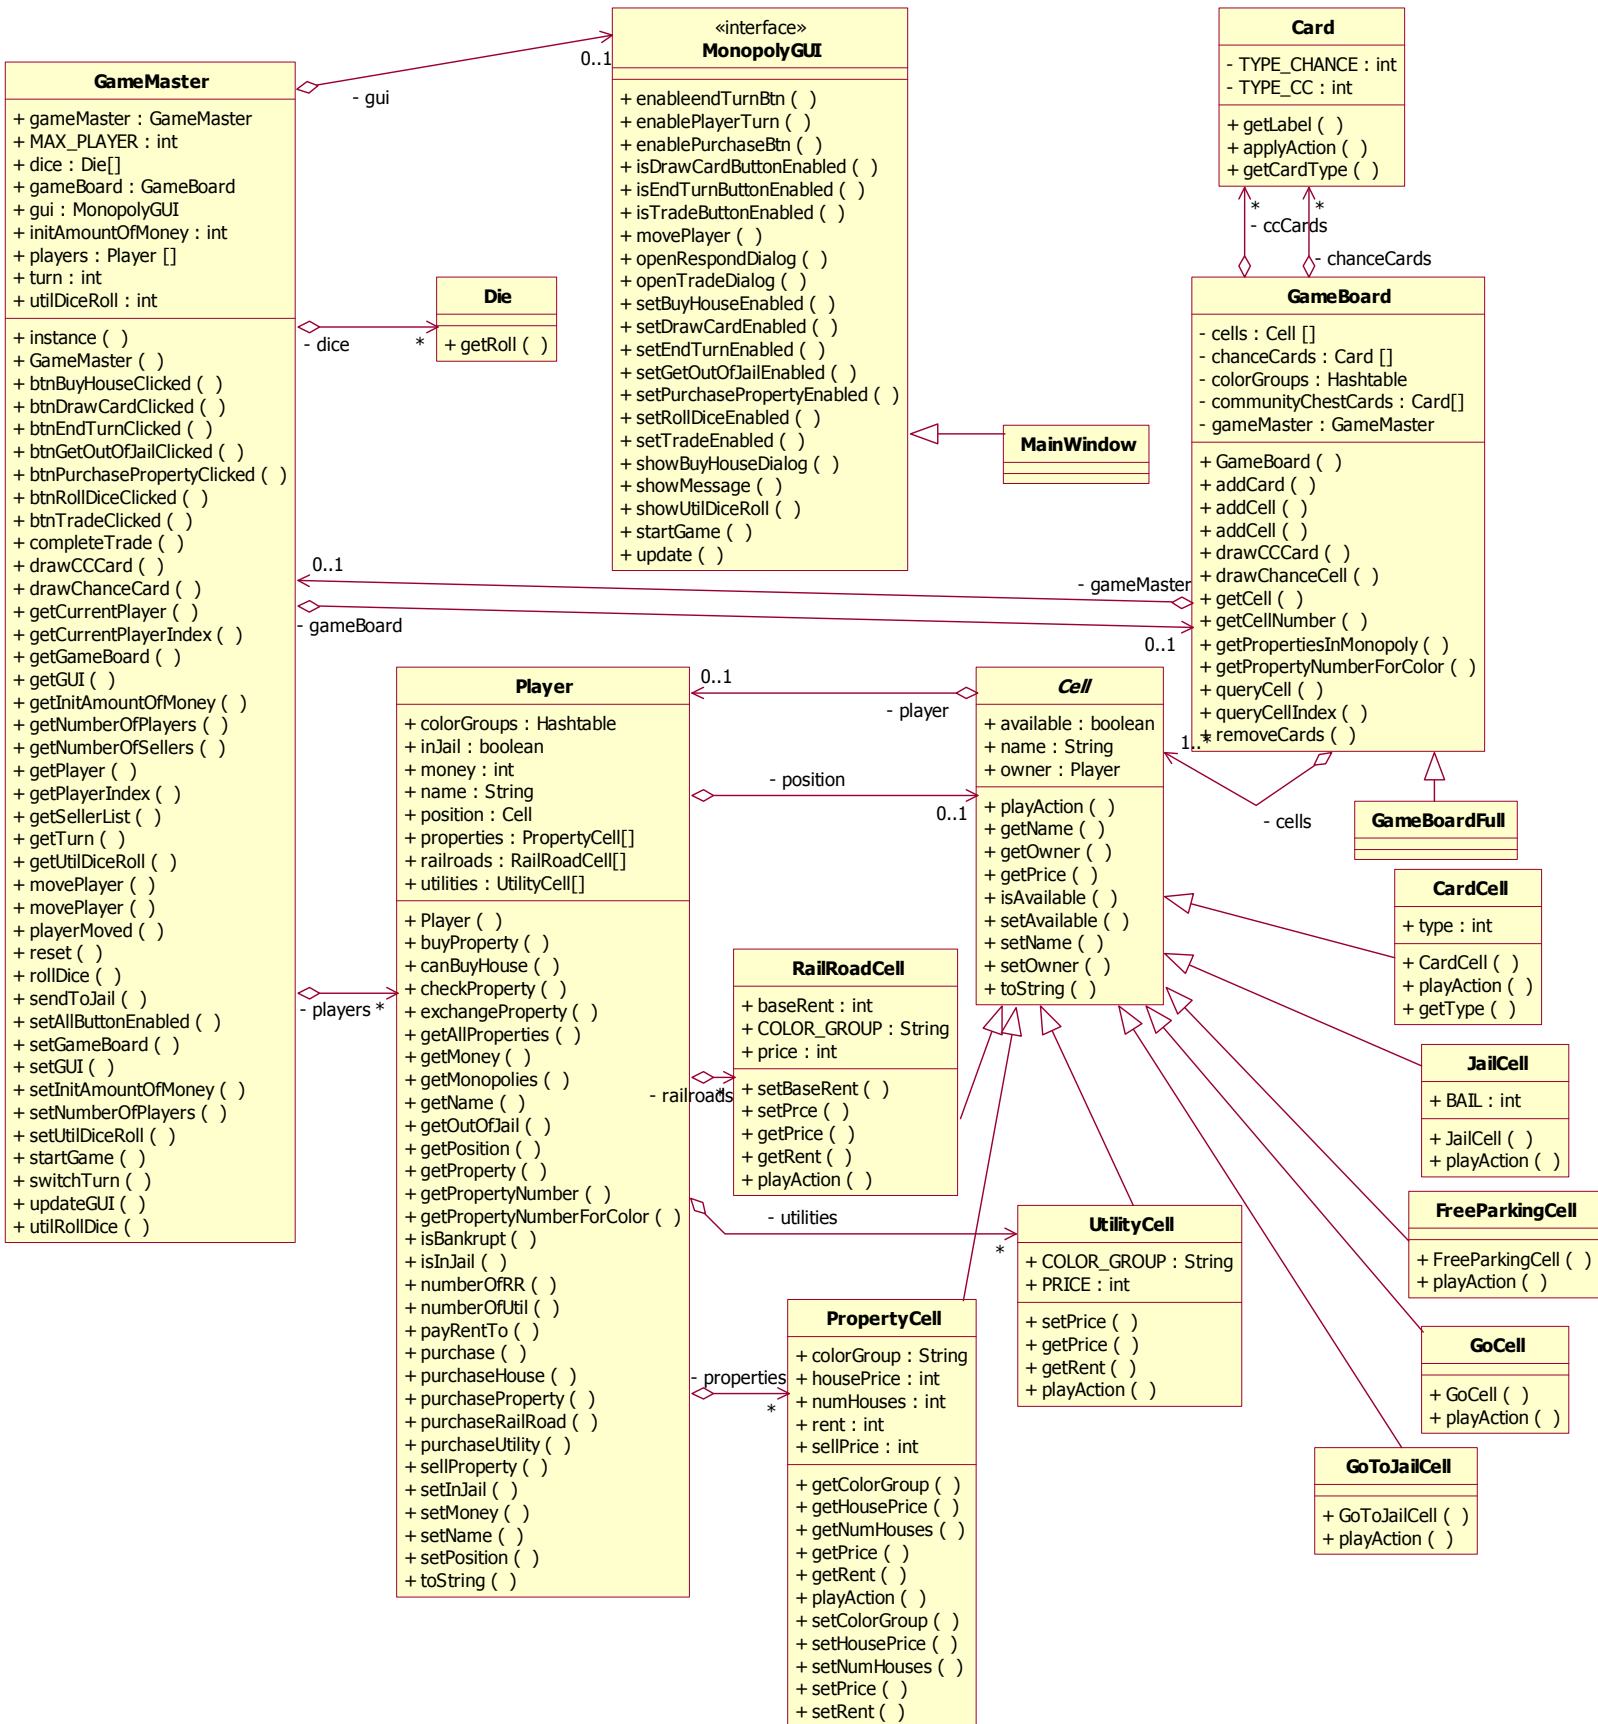 GameMaster
+ gameMaster : GameMaster
+ MAX_PLAYER : int
+ dice : Die[]
+ gameBoard : GameBoard
+ gui : MonopolyGUI
+ initAmountOfMoney : int
+ players : Player []
+ turn : int
+ utilDiceRoll : int
+ instance ( )
+ GameMaster ( )
+ btnBuyHouseClicked ( )
+ btnDrawCardClicked ( )
+ btnEndTurnClicked ( )
+ btnGetOutOfJailClicked ( )
+ btnPurchasePropertyClicked ( )
+ btnRollDiceClicked ( )
+ btnTradeClicked ( )
+ completeTrade ( )
+ drawCCCard ( )
+ drawChanceCard ( )
+ getCurrentPlayer ( )
+ getCurrentPlayerIndex ( )
+ getGameBoard ( )
+ getGUI ( )
+ getInitAmountOfMoney ( )
+ getNumberOfPlayers ( )
+ getNumberOfSellers ( )
+ getPlayer ( )
+ getPlayerIndex ( )
+ getSellerList ( )
+ getTurn ( )
+ getUtilDiceRoll ( )
+ movePlayer ( )
+ movePlayer ( )
+ playerMoved ( )
+ reset ( )
+ rollDice ( )
+ sendToJail ( )
+ setAllButtonEnabled ( )
+ setGameBoard ( )
+ setGUI ( )
+ setInitAmountOfMoney ( )
+ setNumberOfPlayers ( )
+ setUtilDiceRoll ( )
+ startGame ( )
+ switchTurn ( )
+ updateGUI ( )
+ utilRollDice ( )
- gui
0..1
- dice
*
Die
+ getRoll ( )
«interface»
MonopolyGUI
+ enableendTurnBtn ( )
+ enablePlayerTurn ( )
+ enablePurchaseBtn ( )
+ isDrawCardButtonEnabled ( )
+ isEndTurnButtonEnabled ( )
+ isTradeButtonEnabled ( )
+ movePlayer ( )
+ openRespondDialog ( )
+ openTradeDialog ( )
+ setBuyHouseEnabled ( )
+ setDrawCardEnabled ( )
+ setEndTurnEnabled ( )
+ setGetOutOfJailEnabled ( )
+ setPurchasePropertyEnabled ( )
+ setRollDiceEnabled ( )
+ setTradeEnabled ( )
+ showBuyHouseDialog ( )
+ showMessage ( )
+ showUtilDiceRoll ( )
+ startGame ( )
+ update ( )
MainWindow
Card
- TYPE_CHANCE : int
- TYPE_CC : int
+ getLabel ( )
+ applyAction ( )
+ getCardType ( )
*
*
- ccCards
- chanceCards
GameBoard
- cells : Cell []
- chanceCards : Card []
- colorGroups : Hashtable
- communityChestCards : Card[]
- gameMaster : GameMaster
+ GameBoard ( )
+ addCard ( )
+ addCell ( )
+ addCell ( )
+ drawCCCard ( )
+ drawChanceCell ( )
+ getCell ( )
+ getCellNumber ( )
+ getPropertiesInMonopoly ( )
+ getPropertyNumberForColor ( )
+ queryCell ( )
+ queryCellIndex ( )
+ removeCards ( )
0..1
- gameMaster
- gameBoard
0..1
1..*
- cells
GameBoardFull
Player
+ colorGroups : Hashtable
+ inJail : boolean
+ money : int
+ name : String
+ position : Cell
+ properties : PropertyCell[]
+ railroads : RailRoadCell[]
+ utilities : UtilityCell[]
+ Player ( )
+ buyProperty ( )
+ canBuyHouse ( )
+ checkProperty ( )
+ exchangeProperty ( )
+ getAllProperties ( )
+ getMoney ( )
+ getMonopolies ( )
+ getName ( )
+ getOutOfJail ( )
+ getPosition ( )
+ getProperty ( )
+ getPropertyNumber ( )
+ getPropertyNumberForColor ( )
+ isBankrupt ( )
+ isInJail ( )
+ numberOfRR ( )
+ numberOfUtil ( )
+ payRentTo ( )
+ purchase ( )
+ purchaseHouse ( )
+ purchaseProperty ( )
+ purchaseRailRoad ( )
+ purchaseUtility ( )
+ sellProperty ( )
+ setInJail ( )
+ setMoney ( )
+ setName ( )
+ setPosition ( )
+ toString ( )
- players *
0..1
- player
- position
0..1
Cell
+ available : boolean
+ name : String
+ owner : Player
+ playAction ( )
+ getName ( )
+ getOwner ( )
+ getPrice ( )
+ isAvailable ( )
+ setAvailable ( )
+ setName ( )
+ setOwner ( )
+ toString ( )
RailRoadCell
+ baseRent : int
+ COLOR_GROUP : String
+ price : int
+ setBaseRent ( )
+ setPrce ( )
+ getPrice ( )
+ getRent ( )
+ playAction ( )
- railroads
*
- utilities
*
UtilityCell
+ COLOR_GROUP : String
+ PRICE : int
+ setPrice ( )
+ getPrice ( )
+ getRent ( )
+ playAction ( )
- properties
*
PropertyCell
+ colorGroup : String
+ housePrice : int
+ numHouses : int
+ rent : int
+ sellPrice : int
+ getColorGroup ( )
+ getHousePrice ( )
+ getNumHouses ( )
+ getPrice ( )
+ getRent ( )
+ playAction ( )
+ setColorGroup ( )
+ setHousePrice ( )
+ setNumHouses ( )
+ setPrice ( )
+ setRent ( )
CardCell
+ type : int
+ CardCell ( )
+ playAction ( )
+ getType ( )
JailCell
+ BAIL : int
+ JailCell ( )
+ playAction ( )
FreeParkingCell
+ FreeParkingCell ( )
+ playAction ( )
GoCell
+ GoCell ( )
+ playAction ( )
GoToJailCell
+ GoToJailCell ( )
+ playAction ( )